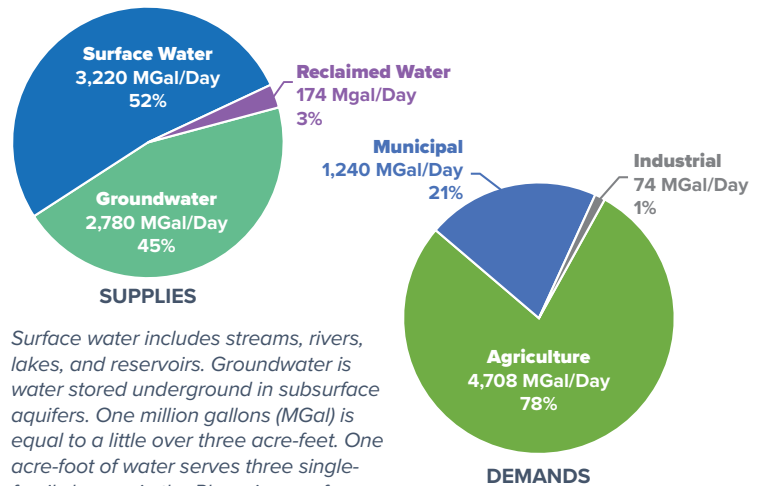 Surface Water
3,220 MGal/Day
52%
Reclaimed Water
174 Mgal/Day
3%
Groundwater
2,780 MGal/Day
45%
SUPPLIES
Municipal
1,240 MGal/Day
21%
Industrial
74 MGal/Day
1%
Agriculture
4,708 MGal/Day
78%
DEMANDS
Surface water includes streams, rivers,
lakes, and reservoirs. Groundwater is
water stored underground in subsurface
aquifers. One million gallons (MGal) is
equal to a little over three acre-feet. One
acre-foot of water serves three single-